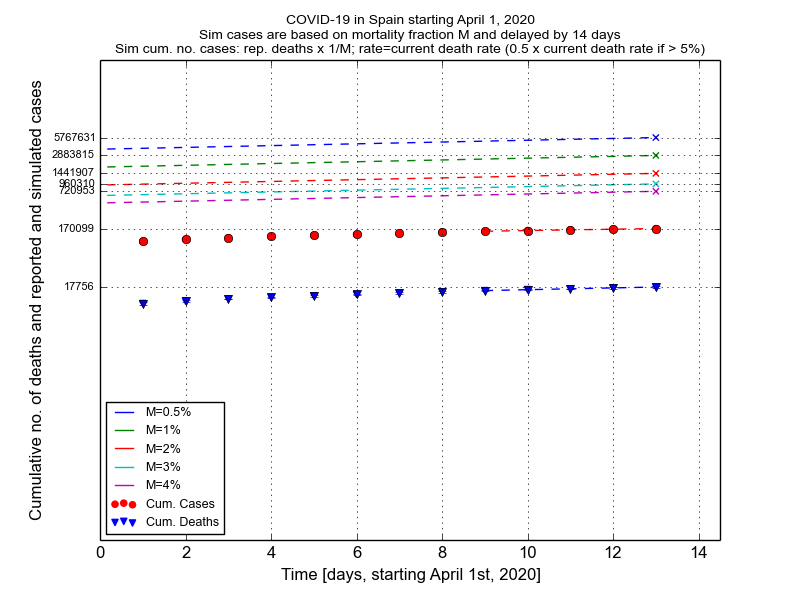 COVID-19 in Spain starting April 1, 2020
Sim cases are based on mortality fraction M and delayed by 14 days
Sim cum. no. cases: rep. deaths x 1/M; rate=current death rate (0.5 x current death rate if > 5%)
Cumulative no. of deaths and reported and simulated cases
5767631
2883815
1441907
960310
720953
170099
17756
M=0.5%
M=1%
M=2%
M=3%
M=4%
Cum. Cases
Cum. Deaths
0 2 4 6 8 10 12 14
Time [days, starting April 1st, 2020]